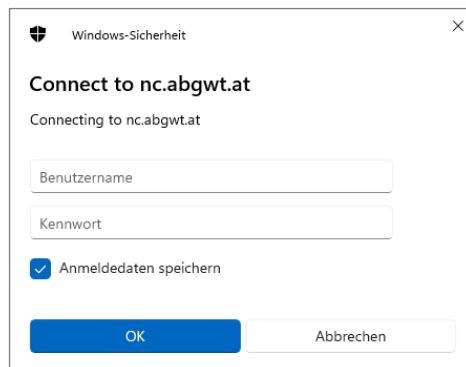 Windows-Sicherheit
Connect to nc.abgwt.at
Connecting to nc.abgwt.at
Benutzername
Kennwort
Anmeldedaten speichern
OK
Abbrechen